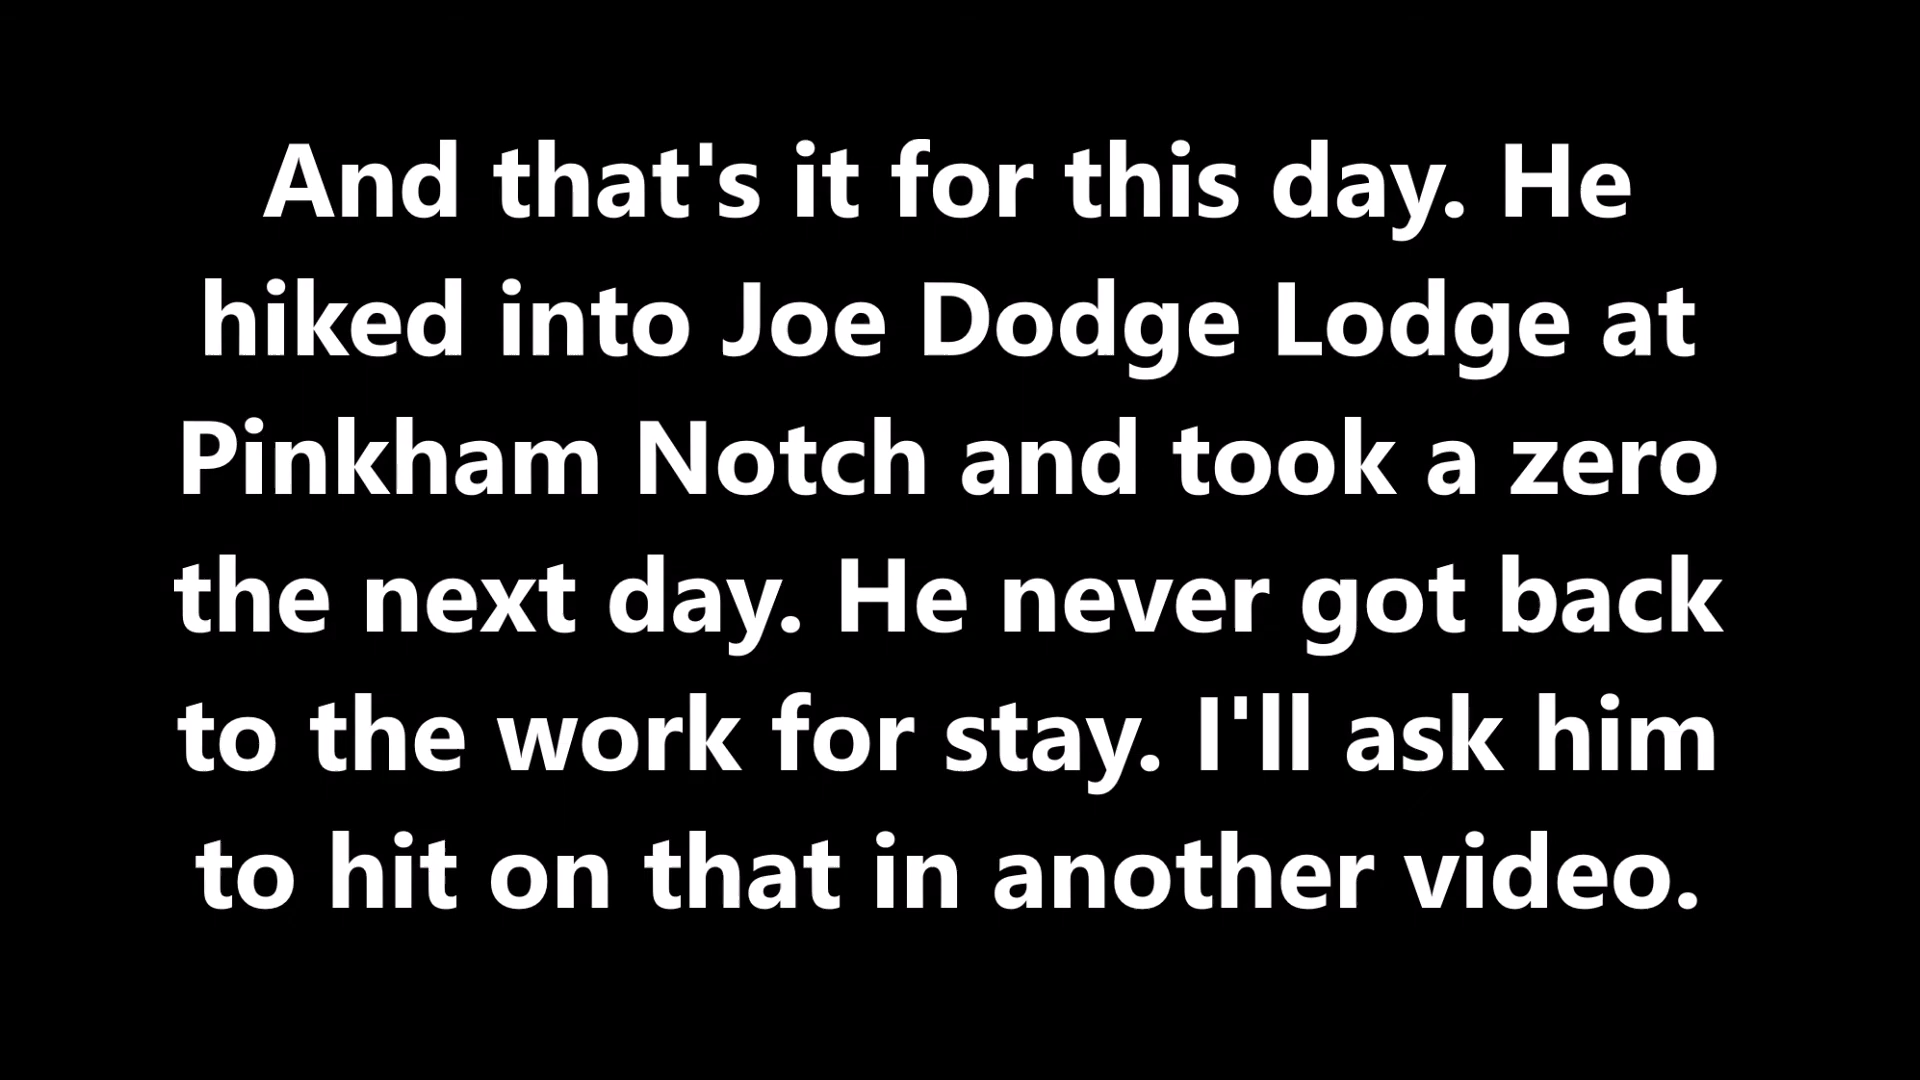 And that's it for this day. He
hiked into Joe Dodge Lodge at
Pinkham Notch and took a zero
the next day. He never got back
to the work for stay. I'll ask him
to hit on that in another video.